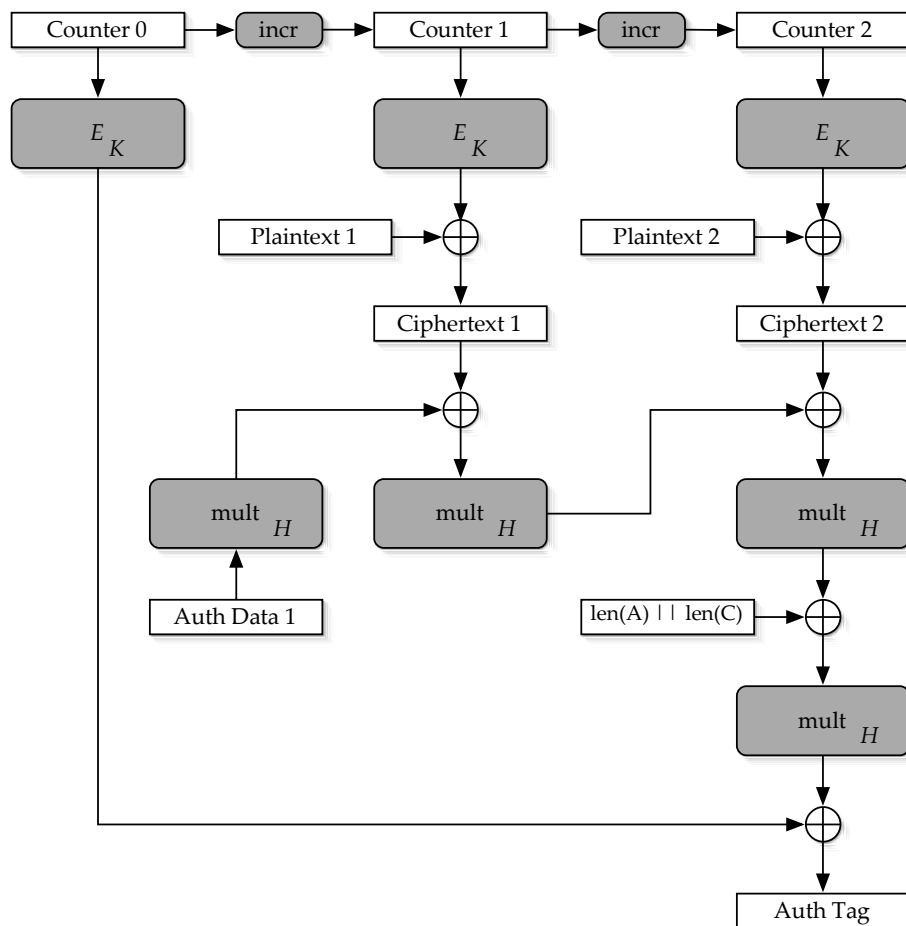 Counter 0
incr
Counter 1
incr
Counter 2
E K
E K
E K
Plaintext 1
Plaintext 2
Ciphertext 1
Ciphertext 2
mult H
mult H
mult H
Auth Data 1
len(A) || len(C)
mult H
Auth Tag